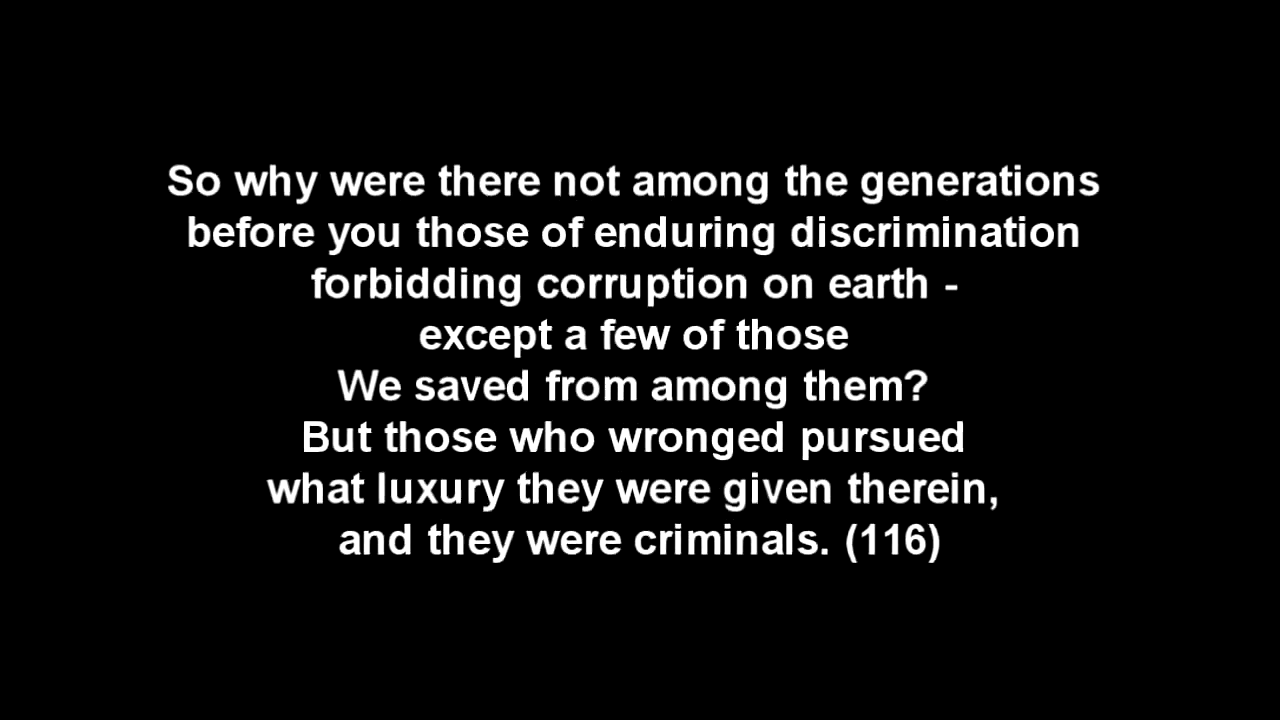 So why were there not among the generations
before you those of enduring discrimination
forbidding corruption on earth -
except a few of those
We saved from among them?
But those who wronged pursued
what luxury they were given therein,
and they were criminals. (116)